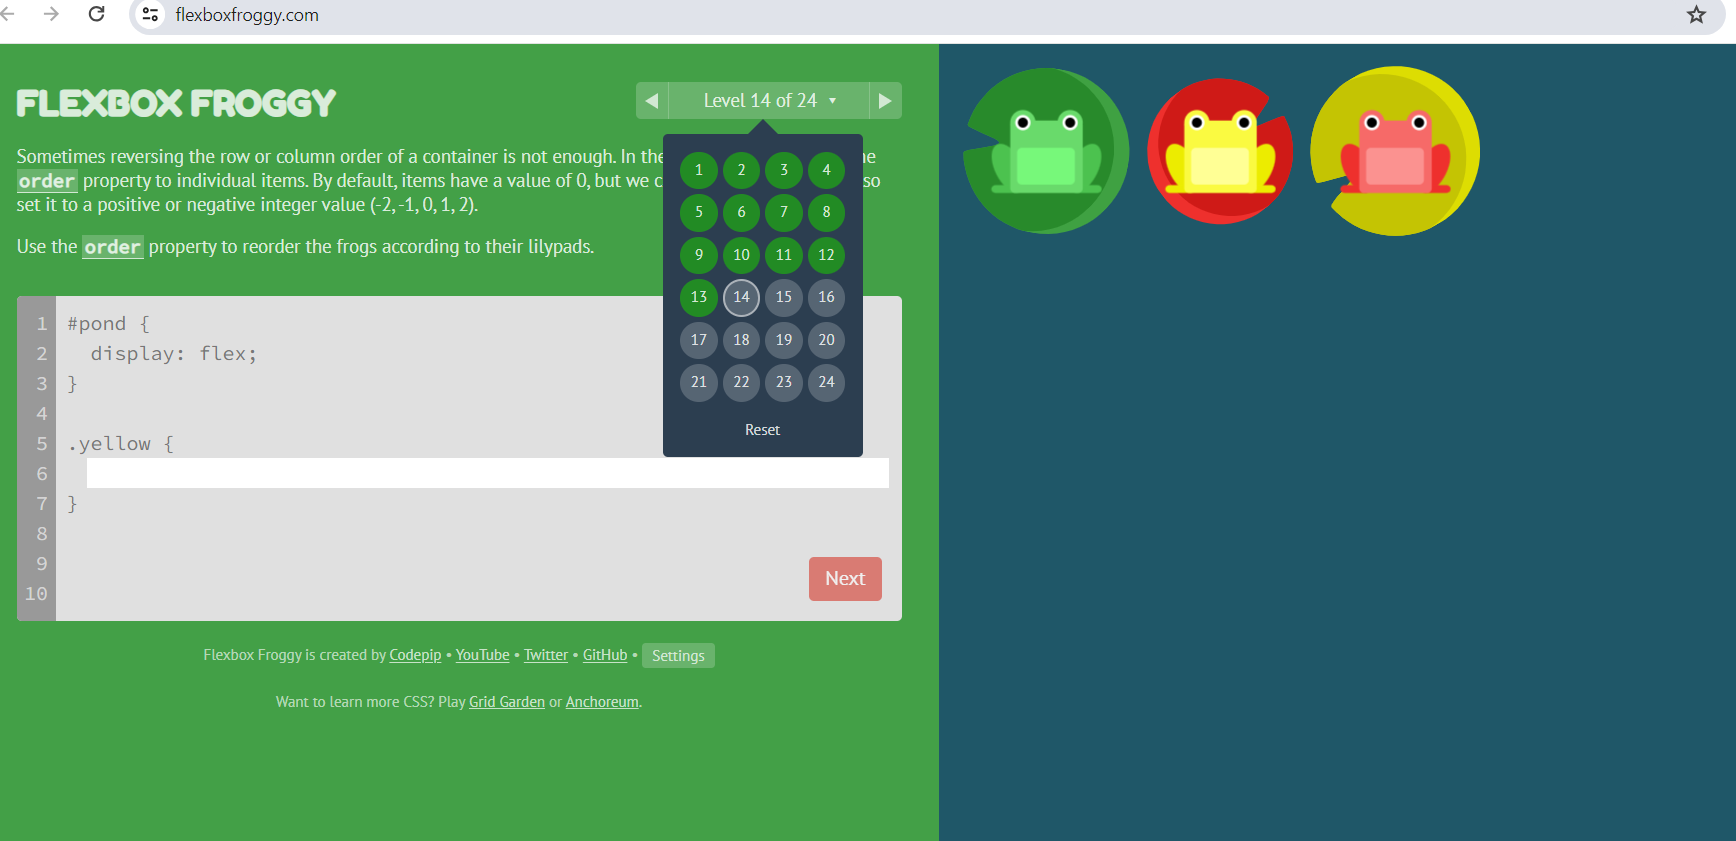 flexboxfroggy.com
FLEXBOX FROGGY
Level 14 of 24 ▼
Sometimes reversing the row or column order of a container is not enough. In the
order property to individual items. By default, items have a value of 0, but we so
set it to a positive or negative integer value (-2, -1, 0, 1, 2).
Use the order property to reorder the frogs according to their lilypads.
1 2 3 4
5 6 7 8
9 10 11 12
13 14 15 16
17 18 19 20
21 22 23 24
Reset
1 #pond {
2 display: flex;
3 }
4
5 .yellow {
6
7 }
8
9
10
Next
Flexbox Froggy is created by Codepip • YouTube • Twitter • GitHub • Settings
Want to learn more CSS? Play Grid Garden or Anchoreum.